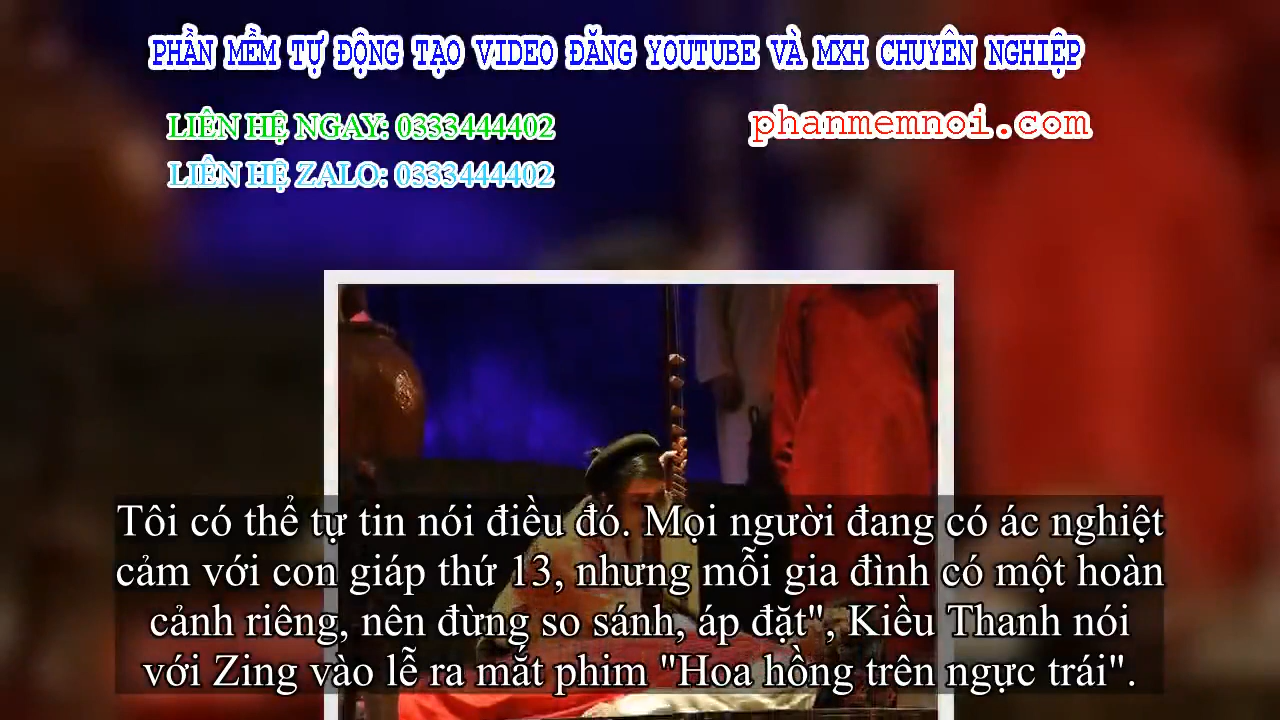 PHẦN MỀM TỰ ĐỘNG TẠO VIDEO ĐĂNG YOUTUBE VÀ MXH CHUYÊN NGHIỆP
LIÊN HỆ NGAY: 0333444402
phanmemnoi.com
LIÊN HỆ ZALO: 0333444402
Tôi có thể tự tin nói điều đó. Mọi người đang có ác nghiệt
cảm với con giáp thứ 13, nhưng mỗi gia đình có một hoàn
cảnh riêng, nên đừng so sánh, áp đặt", Kiều Thanh nói
với Zing vào lễ ra mắt phim "Hoa hồng trên ngực trái".